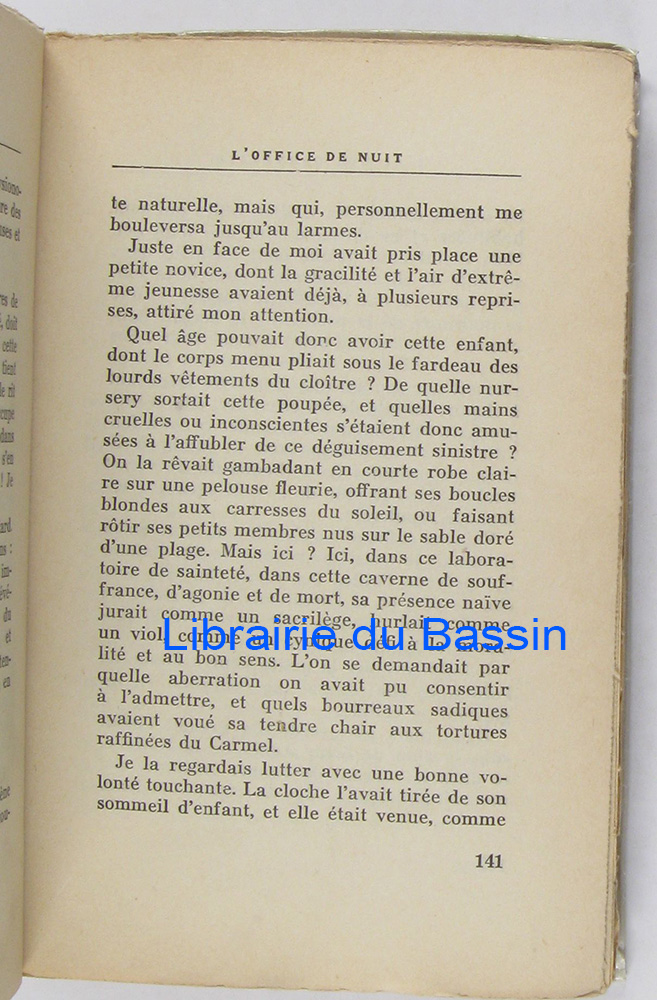 L'OFFICE DE NUIT
te naturelle, mais qui, personnellement me
bouleversa jusqu'au larmes.
Juste en face de moi avait pris place une
petite novice, dont la gracilité et l'air d'extrê-
me jeunesse avaient déjà, à plusieurs repri-
ses, attiré mon attention.
Quel âge pouvait donc avoir cette enfant,
dont le corps menu pliait sous le fardeau des
lourds vêtements du cloître ? De quelle nur-
sery sortait cette poupée, et quelles mains
cruelles ou inconscientes s'étaient donc amu-
sées à l'affubler de ce déguisement sinistre ?
On la rêvait gambadant en courte robe clai-
re sur une pelouse fleurie, offrant ses boucles
blondes aux caresses du soleil, ou faisant
rôtir ses petits membres nus sur le sable doré
d'une plage. Mais ici ? Ici, dans ce labora-
toire de sainteté, dans cette caverne de souf-
france, d'agonie et de mort, sa présence naïve
jurait comme un sacrilège, hurlait comme
un viol, comme un cynique défi à la mora-
lité et au bon sens. L'on se demandait par
quelle aberration on avait pu consentir
à l'admettre, et quels bourreaux sadiques
avaient voué sa tendre chair aux tortures
raffinées du Carmel.
Je la regardais lutter avec une bonne vo-
lonté touchante. La cloche l'avait tirée de son
sommeil d'enfant, et elle était venue, comme
141
Librairie du Bassin